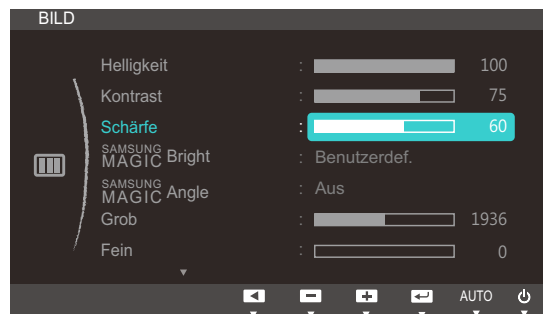 BILD
Helligkeit : 100
Kontrast : 75
Schärfe : 60
SAMSUNG MAGIC Bright : Benutzerdef.
SAMSUNG MAGIC Angle : Aus
Grob : 1936
Fein : 0
AUTO